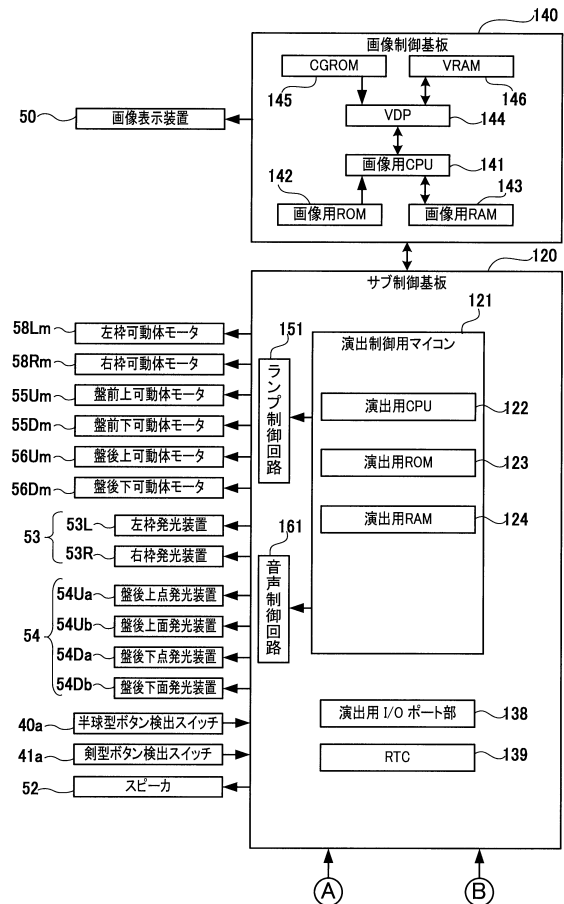 140
画像制御基板
CGROM
VRAM
145
146
VDP
144
50
画像表示装置
画像用CPU
141
142
143
画像用ROM
画像用RAM
120
サブ制御基板
121
演出制御用マイコン
151
ランプ制御回路
58Lm
左枠可動体モータ
58Rm
右枠可動体モータ
55Um
盤前上可動体モータ
55Dm
盤前下可動体モータ
56Um
盤後上可動体モータ
56Dm
盤後下可動体モータ
演出用CPU
122
演出用ROM
123
演出用RAM
124
161
音声制御回路
53
53L
左枠発光装置
53R
右枠発光装置
54
54Ua
盤後上点発光装置
54Ub
盤後上面発光装置
54Da
盤後下点発光装置
54Db
盤後下面発光装置
40a
半球型ボタン検出スイッチ
41a
剣型ボタン検出スイッチ
52
スピーカ
演出用 I/O ポート部
138
RTC
139
A
B